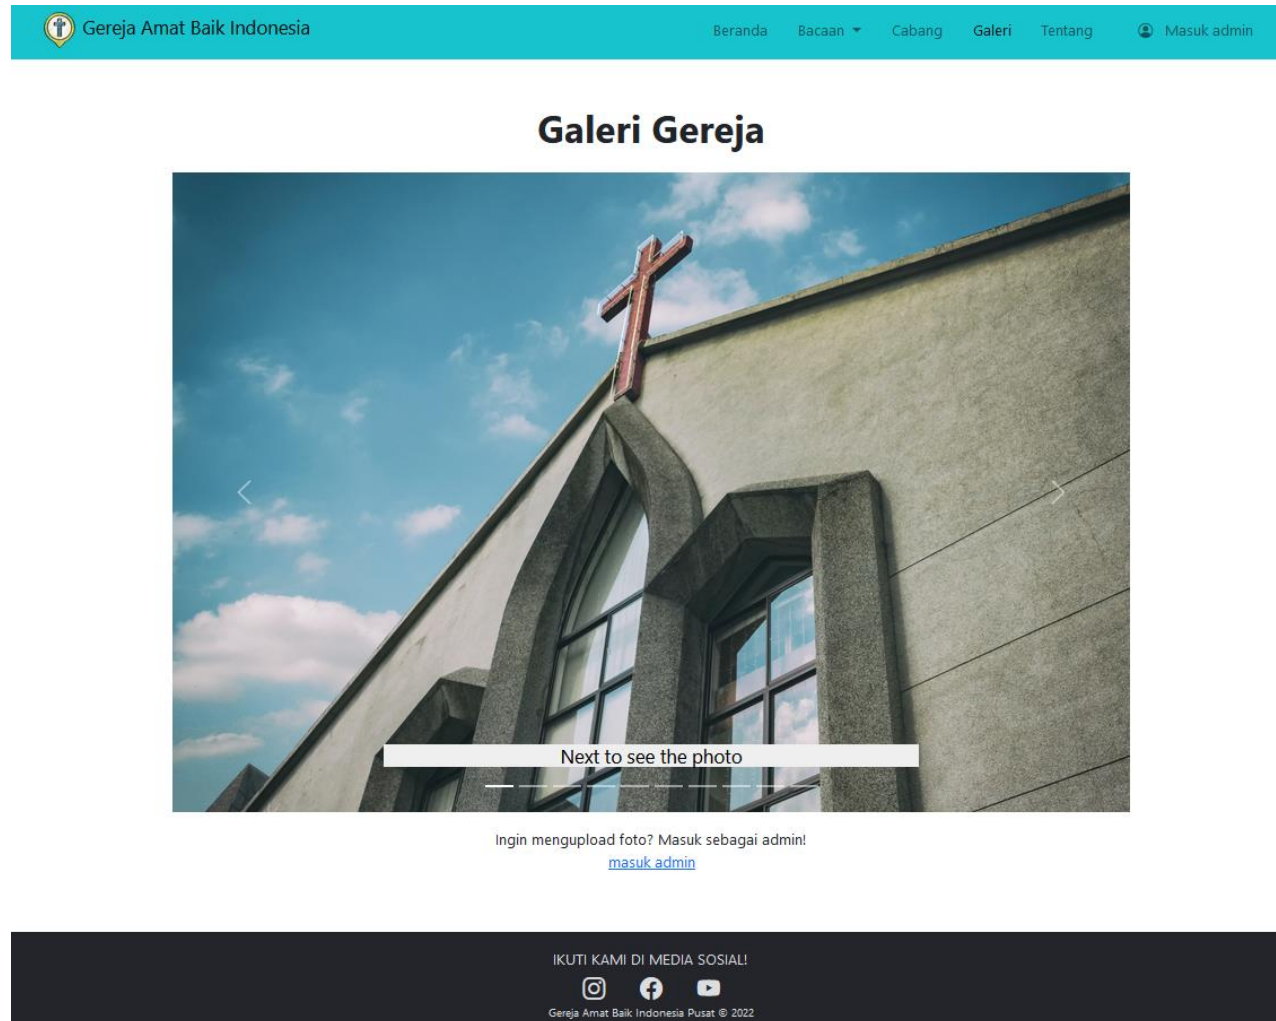 Gereja Amat Baik Indonesia
Beranda
Bacaan
Cabang
Galeri
Tentang
Masuk admin
Galeri Gereja
Next to see the photo
Ingin mengupload foto? Masuk sebagai admin!
masuk admin
IKUTI KAMI DI MEDIA SOSIAL!
Gereja Amat Baik Indonesia Pusat © 2022